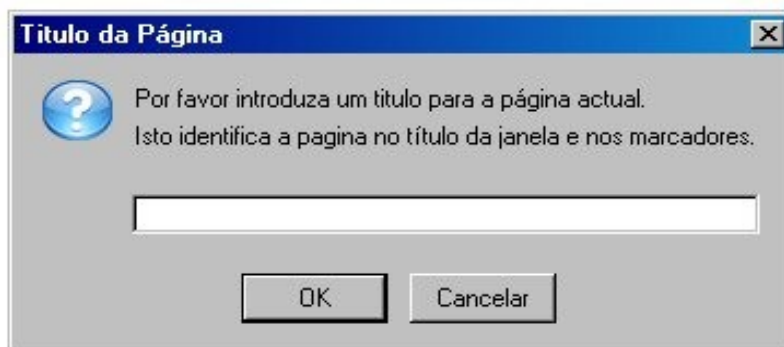 Titulo da Página
Por favor introduza um titulo para a página actual.
Isto identifica a pagina no título da janela e nos marcadores.
OK
Cancelar